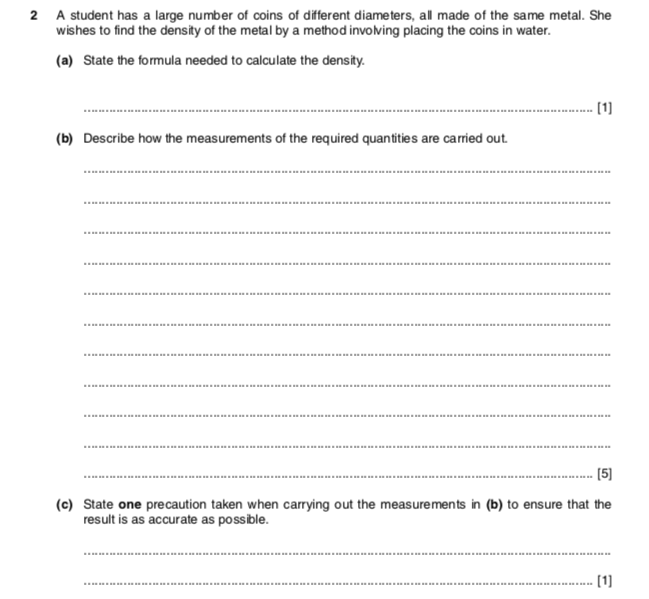 2 A student has a large number of coins of different diameters, all made of the same metal. She
wishes to find the density of the metal by a method involving placing the coins in water.
(a) State the formula needed to calculate the density.
[1]
(b) Describe how the measurements of the required quantities are carried out.
[5]
(c) State one precaution taken when carrying out the measurements in (b) to ensure that the
result is as accurate as possible.
[1]